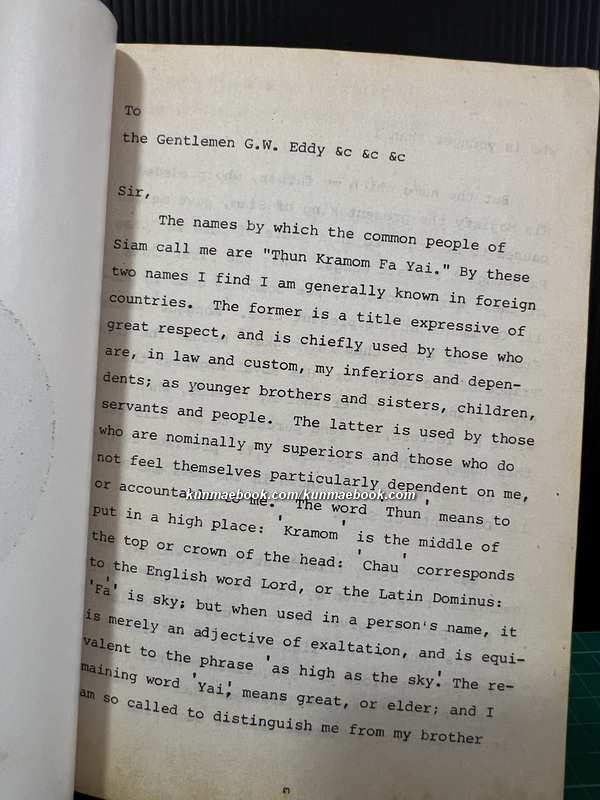 To
the Gentlemen G.W. Eddy &c &c &c
Sir,
The names by which the common people of
Siam call me are "Thun Kramom Fa Yai." By these
two names I find I am generally known in foreign
countries. The former is a title expressive of
great respect, and is chiefly used by those who
are, in law and custom, my inferiors and depen-
dents; as younger brothers and sisters, children,
servants and people. The latter is used by those
who are nominally my superiors and those who do
not feel themselves particularly dependent on me,
kunmaebook.com/kunmaebook.com
or accounta to me. The word 'Thun' means to
put in a high place: 'Kramom' is the middle of
the top or crown of the head: 'Chau' corresponds
to the English word Lord, or the Latin Dominus:
'Fa' is sky; but when used in a person's name, it
is merely an adjective of exaltation, and is equi-
valent to the phrase 'as high as the sky'. The re-
maining word 'Yai', means great, or elder; and I
am so called to distinguish me from my brother
3